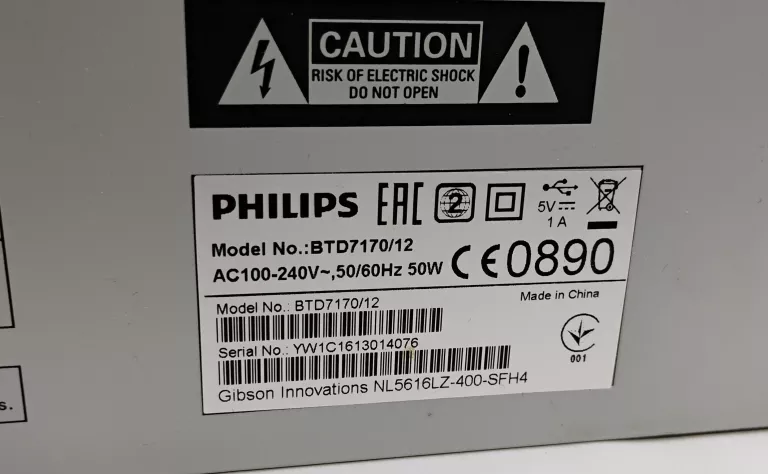 CAUTION
RISK OF ELECTRIC SHOCK
DO NOT OPEN
PHILIPS EAC 2 5V 1 A
Model No.:BTD7170/12
AC100-240V~,50/60Hz 50W CE0890
Model No.: BTD7170/12
Made in China
Serial No.: YW1C1613014076
001
Gibson Innovations NL5616LZ-400-SFH4
s.